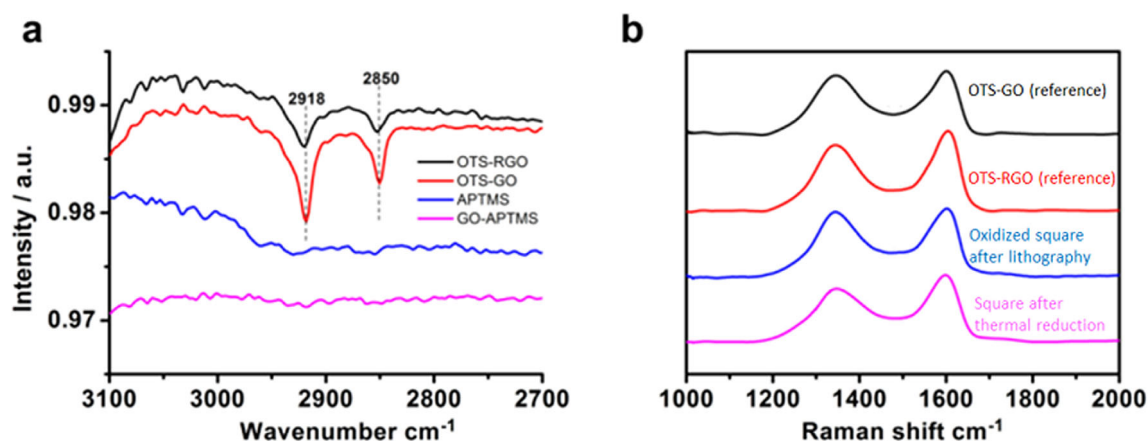 a
0.99
0.98
0.97
Intensity / a.u.
2918
2850
OTS-RGO
OTS-GO
APTMS
GO-APTMS
3100 3000 2900 2800 2700
Wavenumber cm-1
b
OTS-GO (reference)
OTS-RGO (reference)
Oxidized square
after lithography
Square after
thermal reduction
1000 1200 1400 1600 1800 2000
Raman shift cm-1